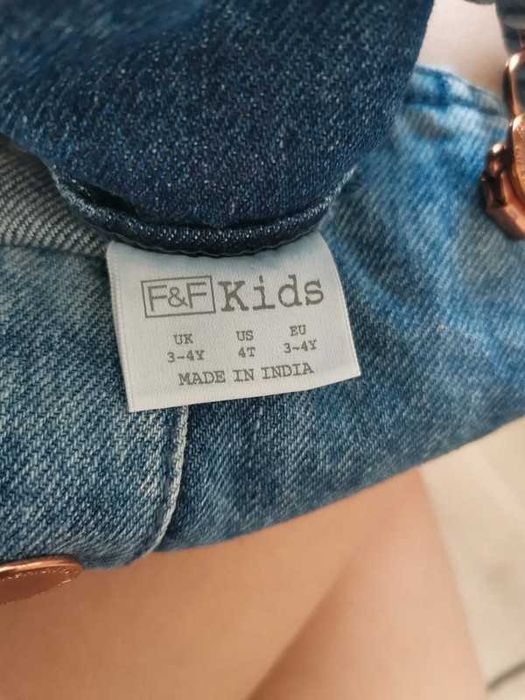 F&F Kids
UK US EU
3-4Y 4T 3-4Y
MADE IN INDIA